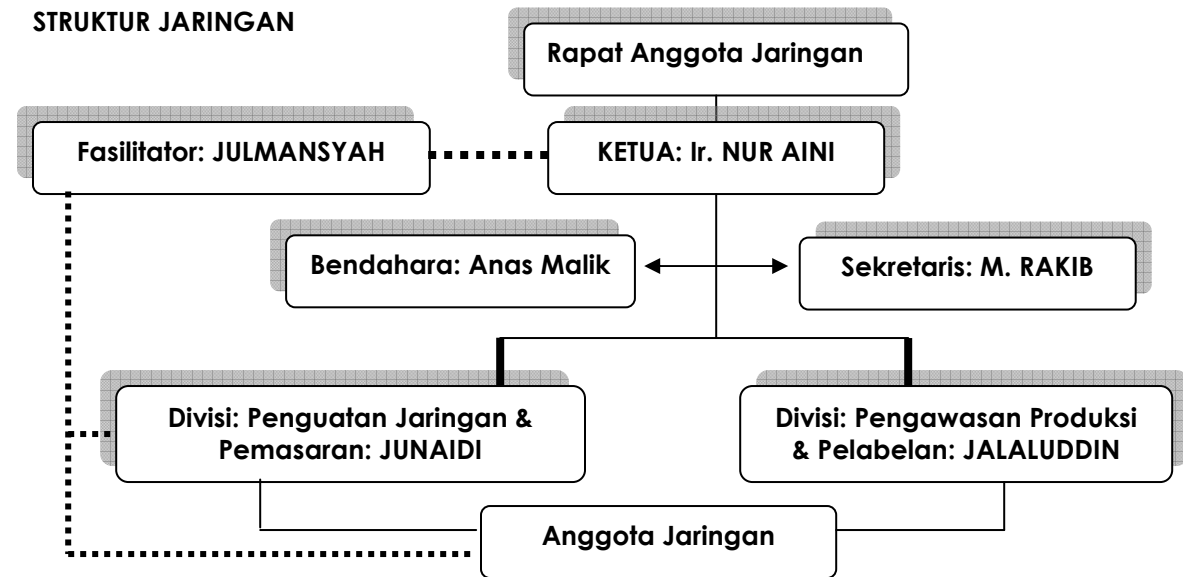 STRUKTUR JARINGAN
Rapat Anggota Jaringan
Fasilitator: JULMANSYAH
KETUA: Ir. NUR AINI
Bendahara: Anas Malik
Sekretaris: M. RAKIB
Divisi: Penguatan Jaringan &
Pemasaran: JUNAIDI
Divisi: Pengawasan Produksi
& Pelabelan: JALALUDDIN
Anggota Jaringan